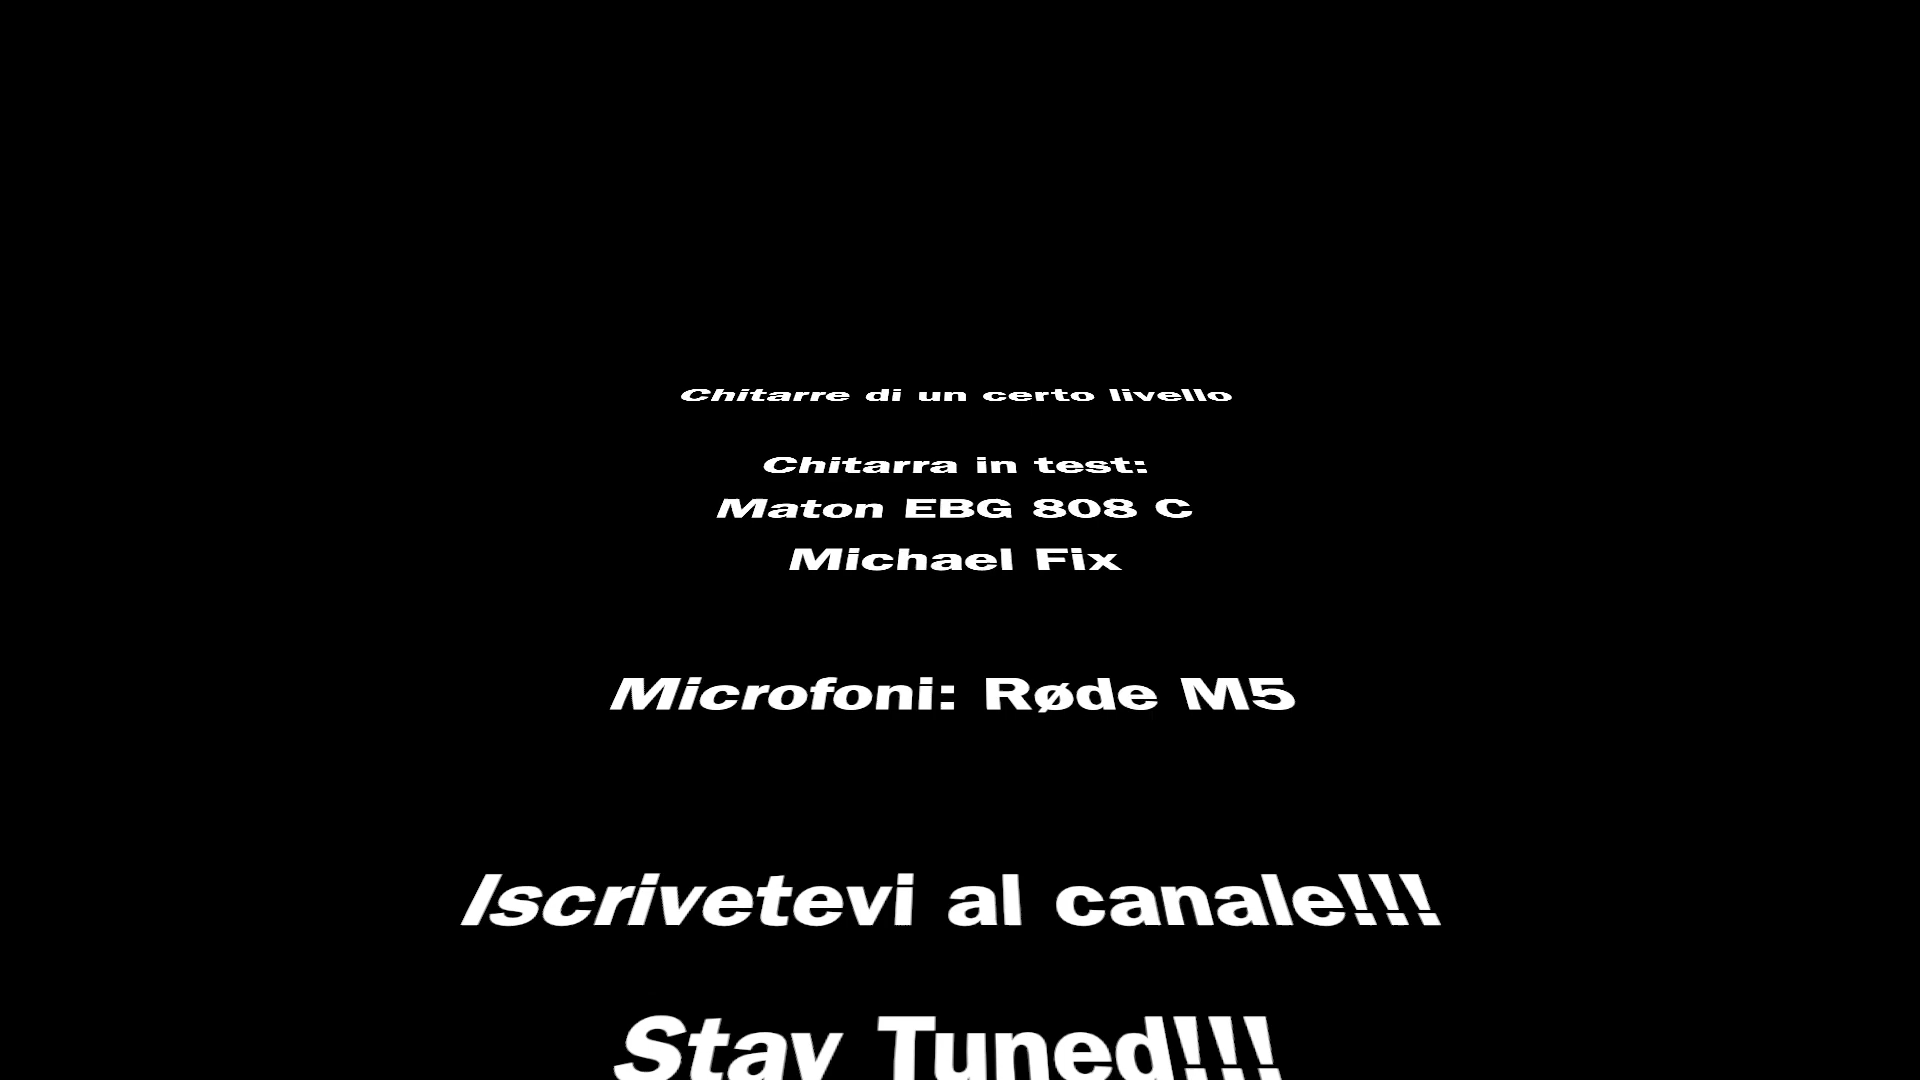 Chitarre di un certo livello
Chitarra in test:
Maton EBG 808 C
Michael Fix
Microfoni: Røde M5
Iscrivetevi al canale!!!
Stay Tuned!!!